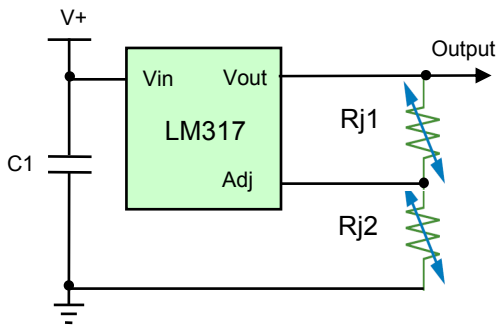 V+
Output
Vin
Vout
Rj1
LM317
C1
Adj
Rj2